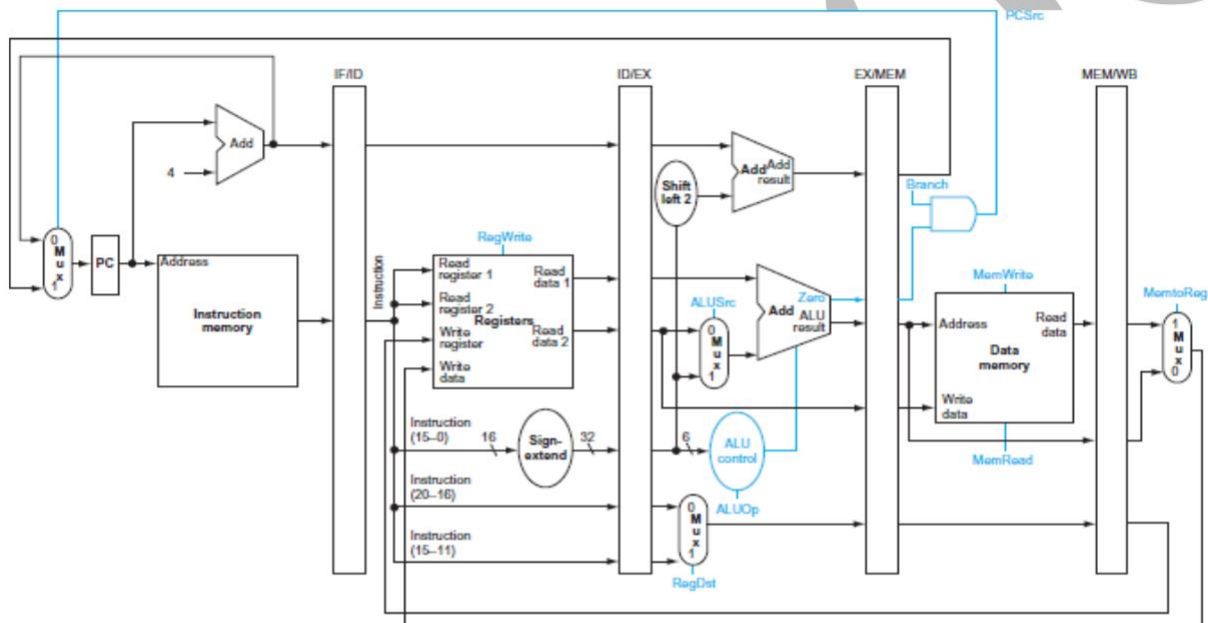 PCSrc
IF/ID
ID/EX
EX/MEM
MEM/WB
Add
4
Shift
left 2
Add
Add
result
Branch
0
M
u
x
1
PC
Address
Instruction
memory
Instruction
RegWrite
Read
register 1
Read
register 2
Write
register
Write
data
Registers
Read
data 1
Read
data 2
ALUSrc
0
M
u
x
1
Zero
Add
ALU
result
MemWrite
Address
Read
data
Data
memory
Write
data
MemRead
MemtoReg
1
M
u
x
0
Instruction
(15–0)
16
Sign-
extend
32
6
ALU
control
ALUOp
Instruction
(20–16)
Instruction
(15–11)
0
M
u
x
1
RegDst